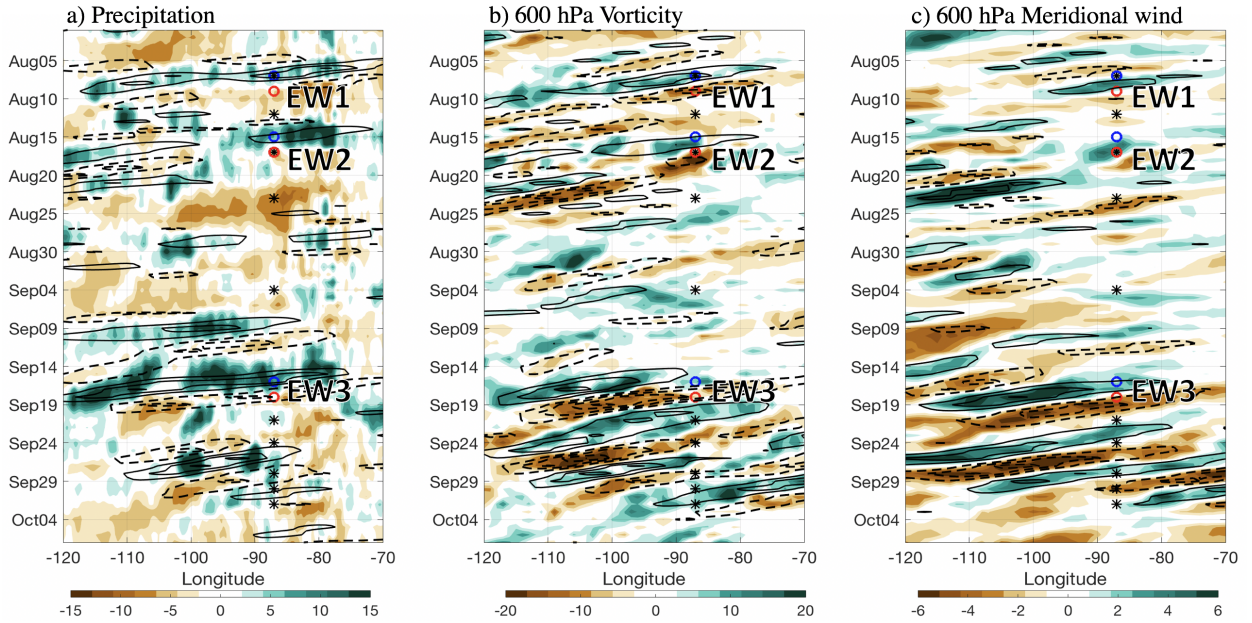 a) Precipitation
b) 600 hPa Vorticity
c) 600 hPa Meridional wind
Aug05
Aug10
Aug15
Aug20
Aug25
Aug30
Sep04
Sep09
Sep14
Sep19
Sep24
Sep29
Oct04
EW1
EW2
EW3
-120 -110 -100 -90 -80 -70
Longitude
-15 -10 -5 0 5 10 15
Aug05
Aug10
Aug15
Aug20
Aug25
Aug30
Sep04
Sep09
Sep14
Sep19
Sep24
Sep29
Oct04
EW1
EW2
EW3
-120 -110 -100 -90 -80 -70
Longitude
-20 -10 0 10 20
Aug05
Aug10
Aug15
Aug20
Aug25
Aug30
Sep04
Sep09
Sep14
Sep19
Sep24
Sep29
Oct04
EW1
EW2
EW3
-120 -110 -100 -90 -80 -70
Longitude
-6 -4 -2 0 2 4 6